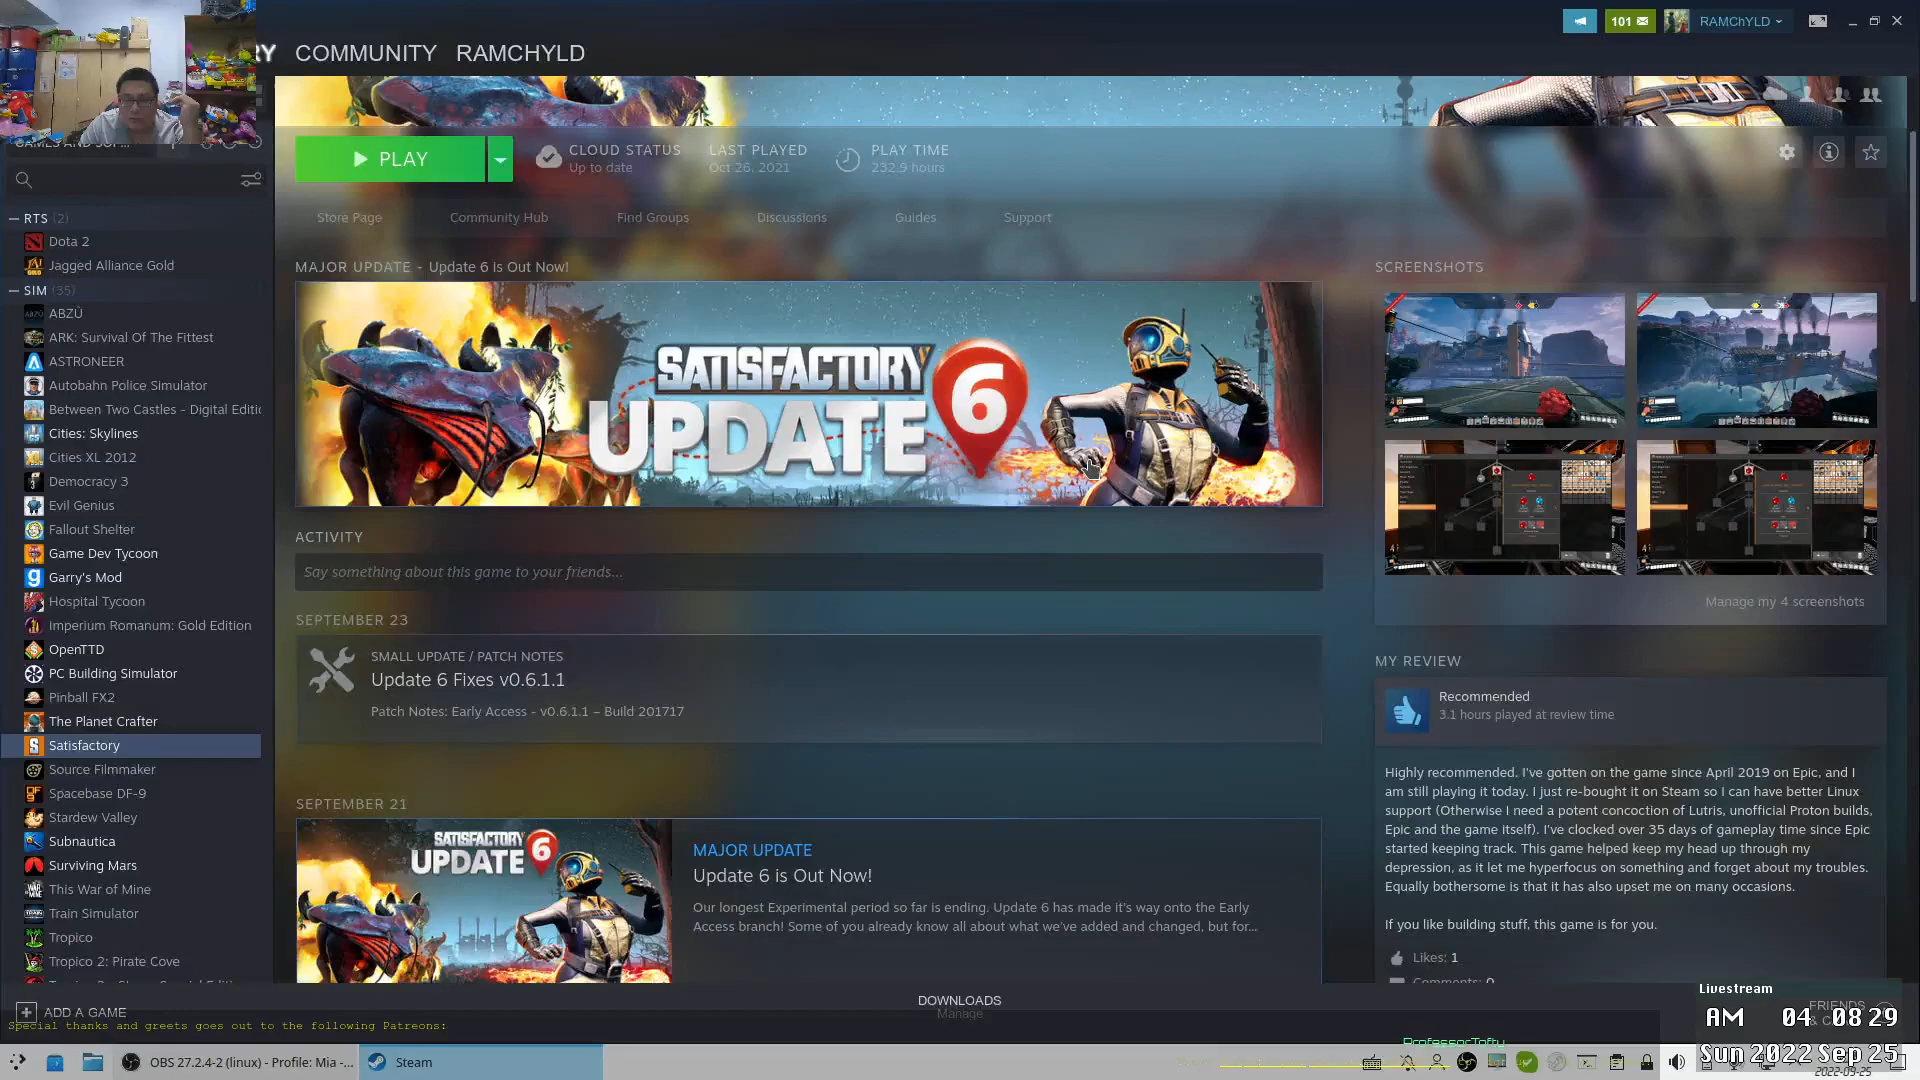 101
RAMChYLD
COMMUNITY
RAMCHYLD
PLAY
CLOUD STATUS
Up to date
LAST PLAYED
Oct 26, 2021
PLAY TIME
232.9 hours
Store Page
Community Hub
Find Groups
Discussions
Guides
Support
RTS (2)
Dota 2
Jagged Alliance Gold
SIM (35)
ABZÛ
ARK: Survival Of The Fittest
ASTRONEER
Autobahn Police Simulator
Between Two Castles - Digital Editic
Cities: Skylines
Cities XL 2012
Democracy 3
Evil Genius
Fallout Shelter
Game Dev Tycoon
Garry's Mod
Hospital Tycoon
Imperium Romanum: Gold Edition
OpenTTD
PC Building Simulator
Pinball FX2
The Planet Crafter
Satisfactory
Source Filmmaker
Spacebase DF-9
Stardew Valley
Subnautica
Surviving Mars
This War of Mine
Train Simulator
Tropico
Tropico 2: Pirate Cove
ADD A GAME
MAJOR UPDATE - Update 6 is Out Now!
SATISFACTORY
UPDATE 6
ACTIVITY
Say something about this game to your friends...
SEPTEMBER 23
SMALL UPDATE / PATCH NOTES
Update 6 Fixes v0.6.1.1
Patch Notes: Early Access - v0.6.1.1 – Build 201717
SEPTEMBER 21
SATISFACTORY
UPDATE 6
MAJOR UPDATE
Update 6 is Out Now!
Our longest Experimental period so far is ending. Update 6 has made it's way onto the Early
Access branch! Some of you already know all about what we've added and changed, but for...
SCREENSHOTS
Manage my 4 screenshots
MY REVIEW
Recommended
3.1 hours played at review time
Highly recommended. I've gotten on the game since April 2019 on Epic, and I
am still playing it today. I just re-bought it on Steam so I can have better Linux
support (Otherwise I need a potent concoction of Lutris, unofficial Proton builds,
Epic and the game itself). I've clocked over 35 days of gameplay time since Epic
started keeping track. This game helped keep my head up through my
depression, as it let me hyperfocus on something and forget about my troubles.
Equally bothersome is that it has also upset me on many occasions.
If you like building stuff, this game is for you.
Likes: 1
Comments: 0
DOWNLOADS
Manage
Special thanks and greets goes out to the following Patreons:
ProfessorTofty
Livestream
FRIENDS
AM 04 08 29
Sun 2022 Sep 25
2022-09-25
OBS 27.2.4-2 (linux) - Profile: Mia -...
Steam